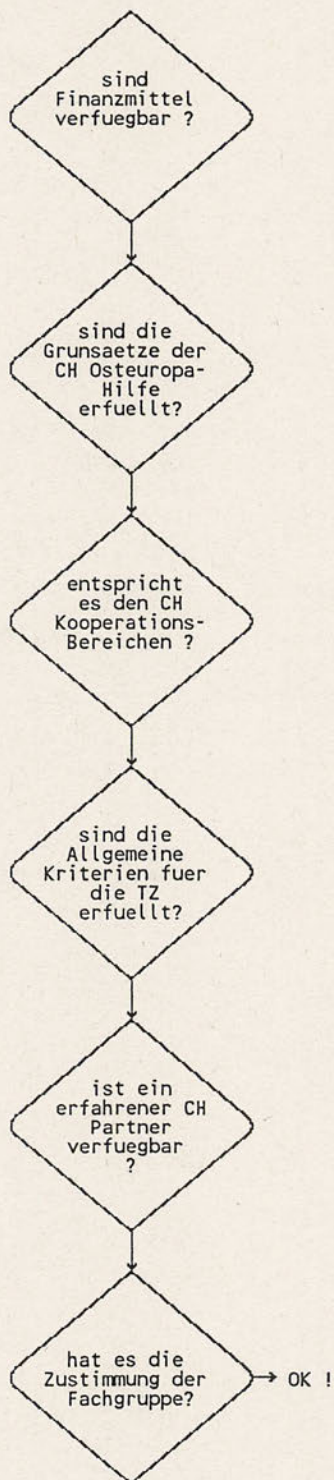 sind
Finanzmittel
verfuegbar ?
sind die
Grunsaetze der
CH Osteuropa-
Hilfe
erfuellt?
entspricht
es den CH
Kooperations-
Bereichen ?
sind die
Allgemeine
Kriterien fuer
die TZ
erfuellt?
ist ein
erfahrener CH
Partner
verfuegbar
?
hat es die
Zustimmung der
Fachgruppe?
OK !